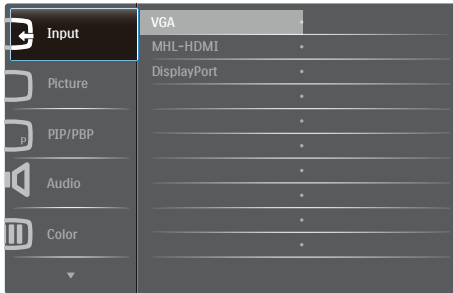 Input
VGA
MHL-HDMI
DisplayPort
Picture
P
PIP/PBP
Audio
Color